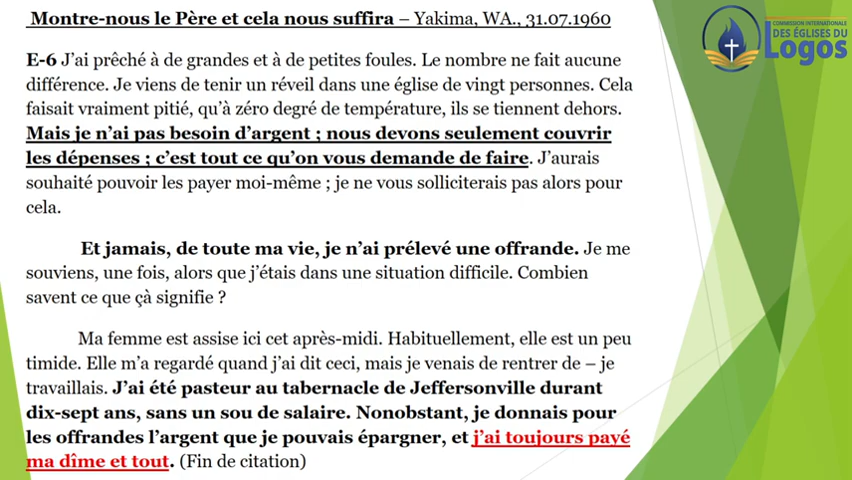 Montre-nous le Père et cela nous suffira – Yakima, WA., 31.07.1960
COMMISSION INTERNATIONALE
DES ÉGLISES DU
Logos
E-6 J'ai prêché à de grandes et à de petites foules. Le nombre ne fait aucune
différence. Je viens de tenir un réveil dans une église de vingt personnes. Cela
faisait vraiment pitié, qu'à zéro degré de température, ils se tiennent dehors.
Mais je n'ai pas besoin d'argent ; nous devons seulement couvrir
les dépenses ; c'est tout ce qu'on vous demande de faire. J'aurais
souhaité pouvoir les payer moi-même ; je ne vous solliciterais pas alors pour
cela.
Et jamais, de toute ma vie, je n'ai prélevé une offrande. Je me
souviens, une fois, alors que j'étais dans une situation difficile. Combien
savent ce que çà signifie ?
Ma femme est assise ici cet après-midi. Habituellement, elle est un peu
timide. Elle m'a regardé quand j'ai dit ceci, mais je venais de rentrer de – je
travaillais. J'ai été pasteur au tabernacle de Jeffersonville durant
dix-sept ans, sans un sou de salaire. Nonobstant, je donnais pour
les offrandes l'argent que je pouvais épargner, et j'ai toujours payé
ma dîme et tout. (Fin de citation)